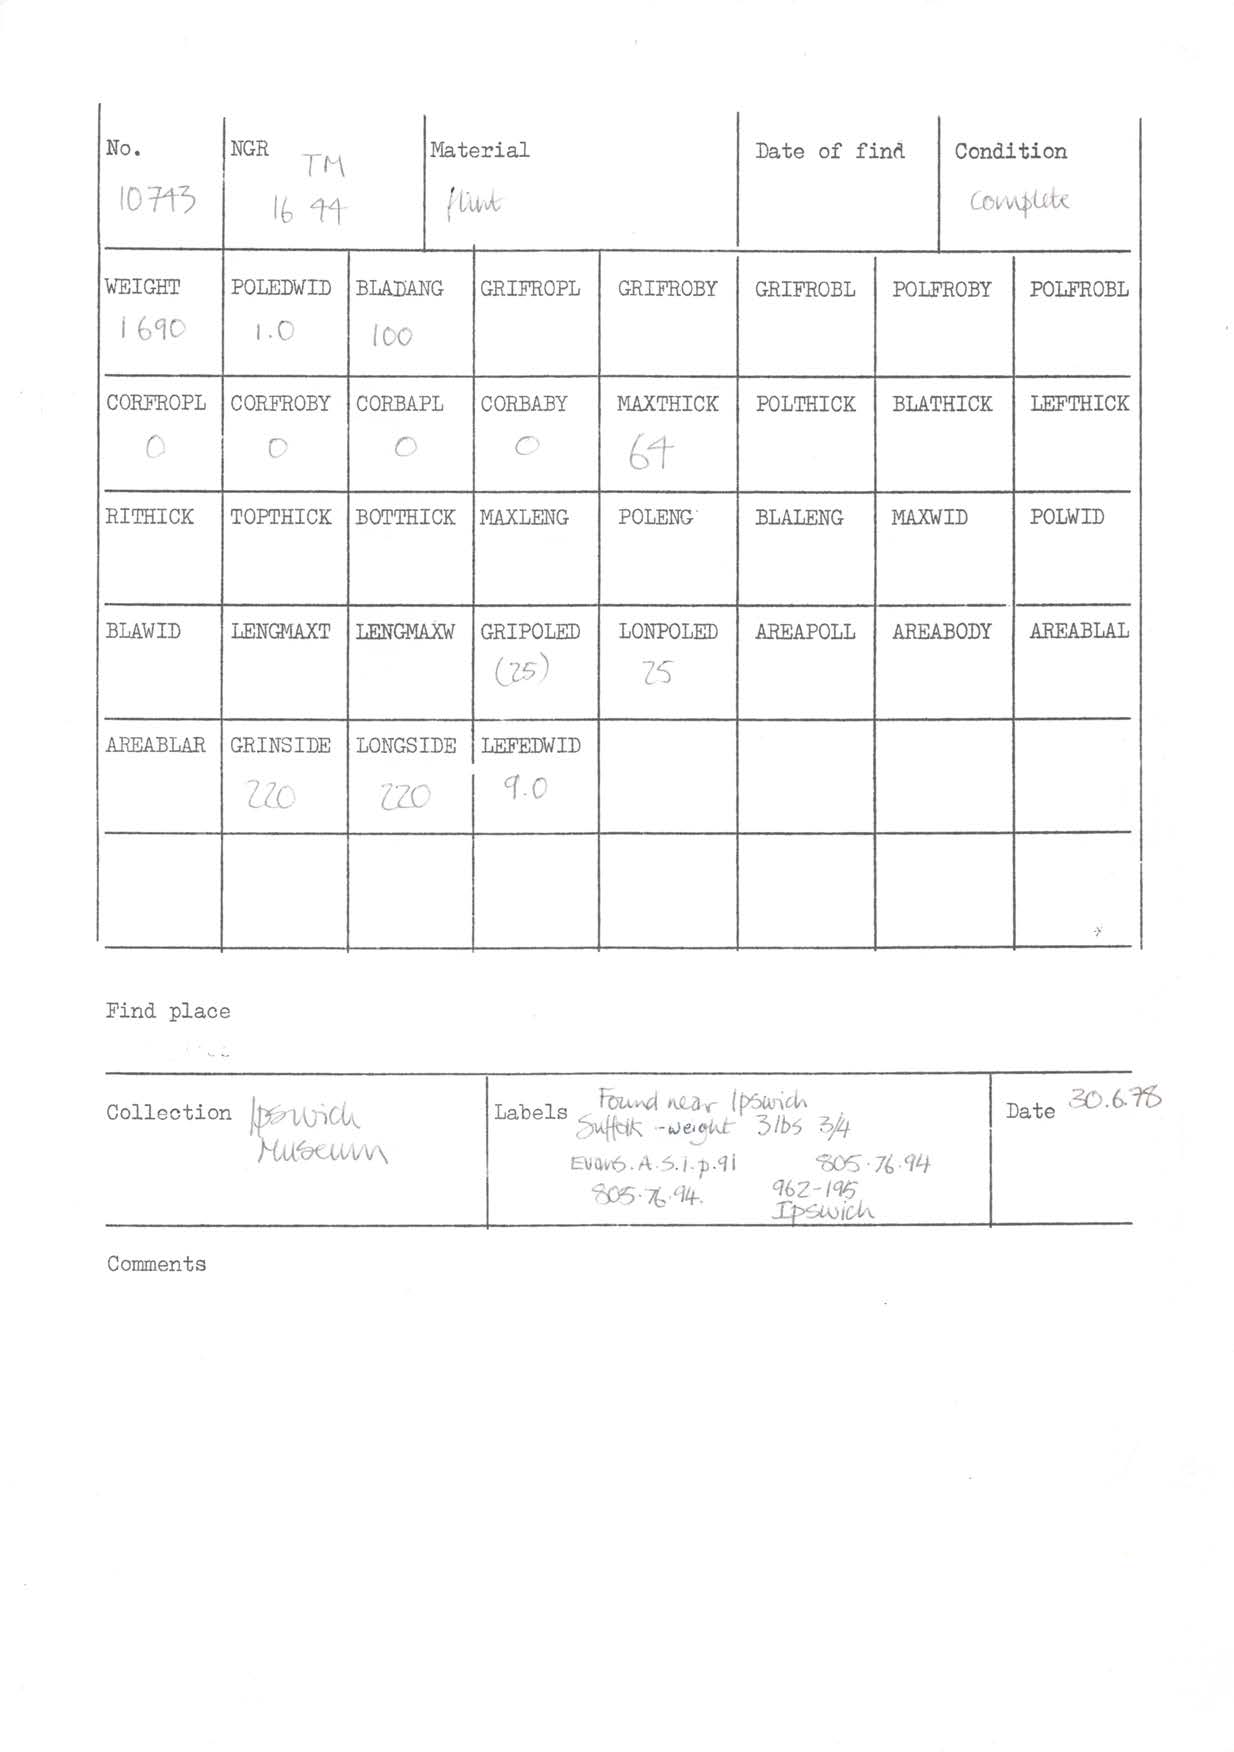 No. NGR Material Date of find Condition
10743 TM 16 44 flint complete
WEIGHT POLEDWID BLADANG GRIFROPL GRIFROBY GRIFROBL POLFROBY POLFROBL
1690 1.0 100
CORFROPL CORFROBY CORBAPL CORBABY MAXTHICK POLTHICK BLATHICK LEFTHICK
0 0 0 0 64
RITHICK TOPTHICK BOTTHICK MAXLENG POLENG BLALENG MAXWID POLWID
BLAWID LENGMAXT LENGMAXW GRIPOLED LONPOLED AREAPOLL AREABODY AREABLAL
(25) 25
AREABLAR GRINSIDE LONGSIDE LEFEDWID
220 220 9.0
Find place
Collection Ipswich
Museum
Labels Found near Ipswich
Suffolk - weight 3lbs 3/4
Evans. A.S.i.p.91 805.76.94
805.76.94. 962-195
Ipswich
Date 30.6.78
Comments